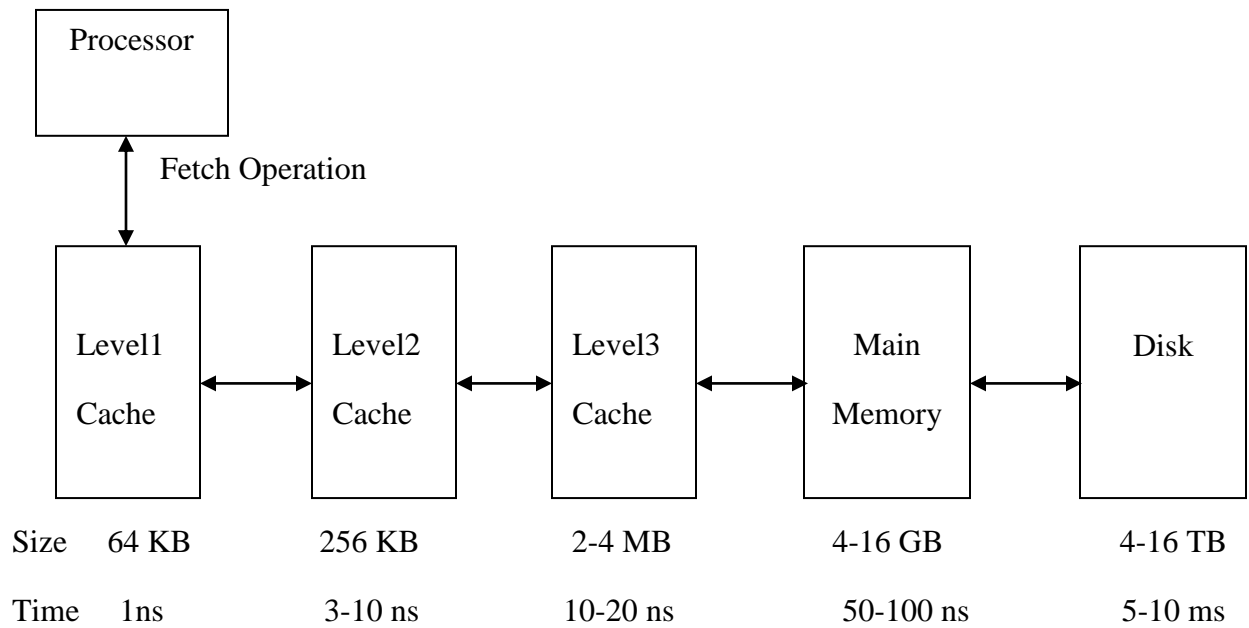 Processor
Fetch Operation
Level1
Cache
Level2
Cache
Level3
Cache
Main
Memory
Disk
Size 64 KB 256 KB 2-4 MB 4-16 GB 4-16 TB
Time 1ns 3-10 ns 10-20 ns 50-100 ns 5-10 ms